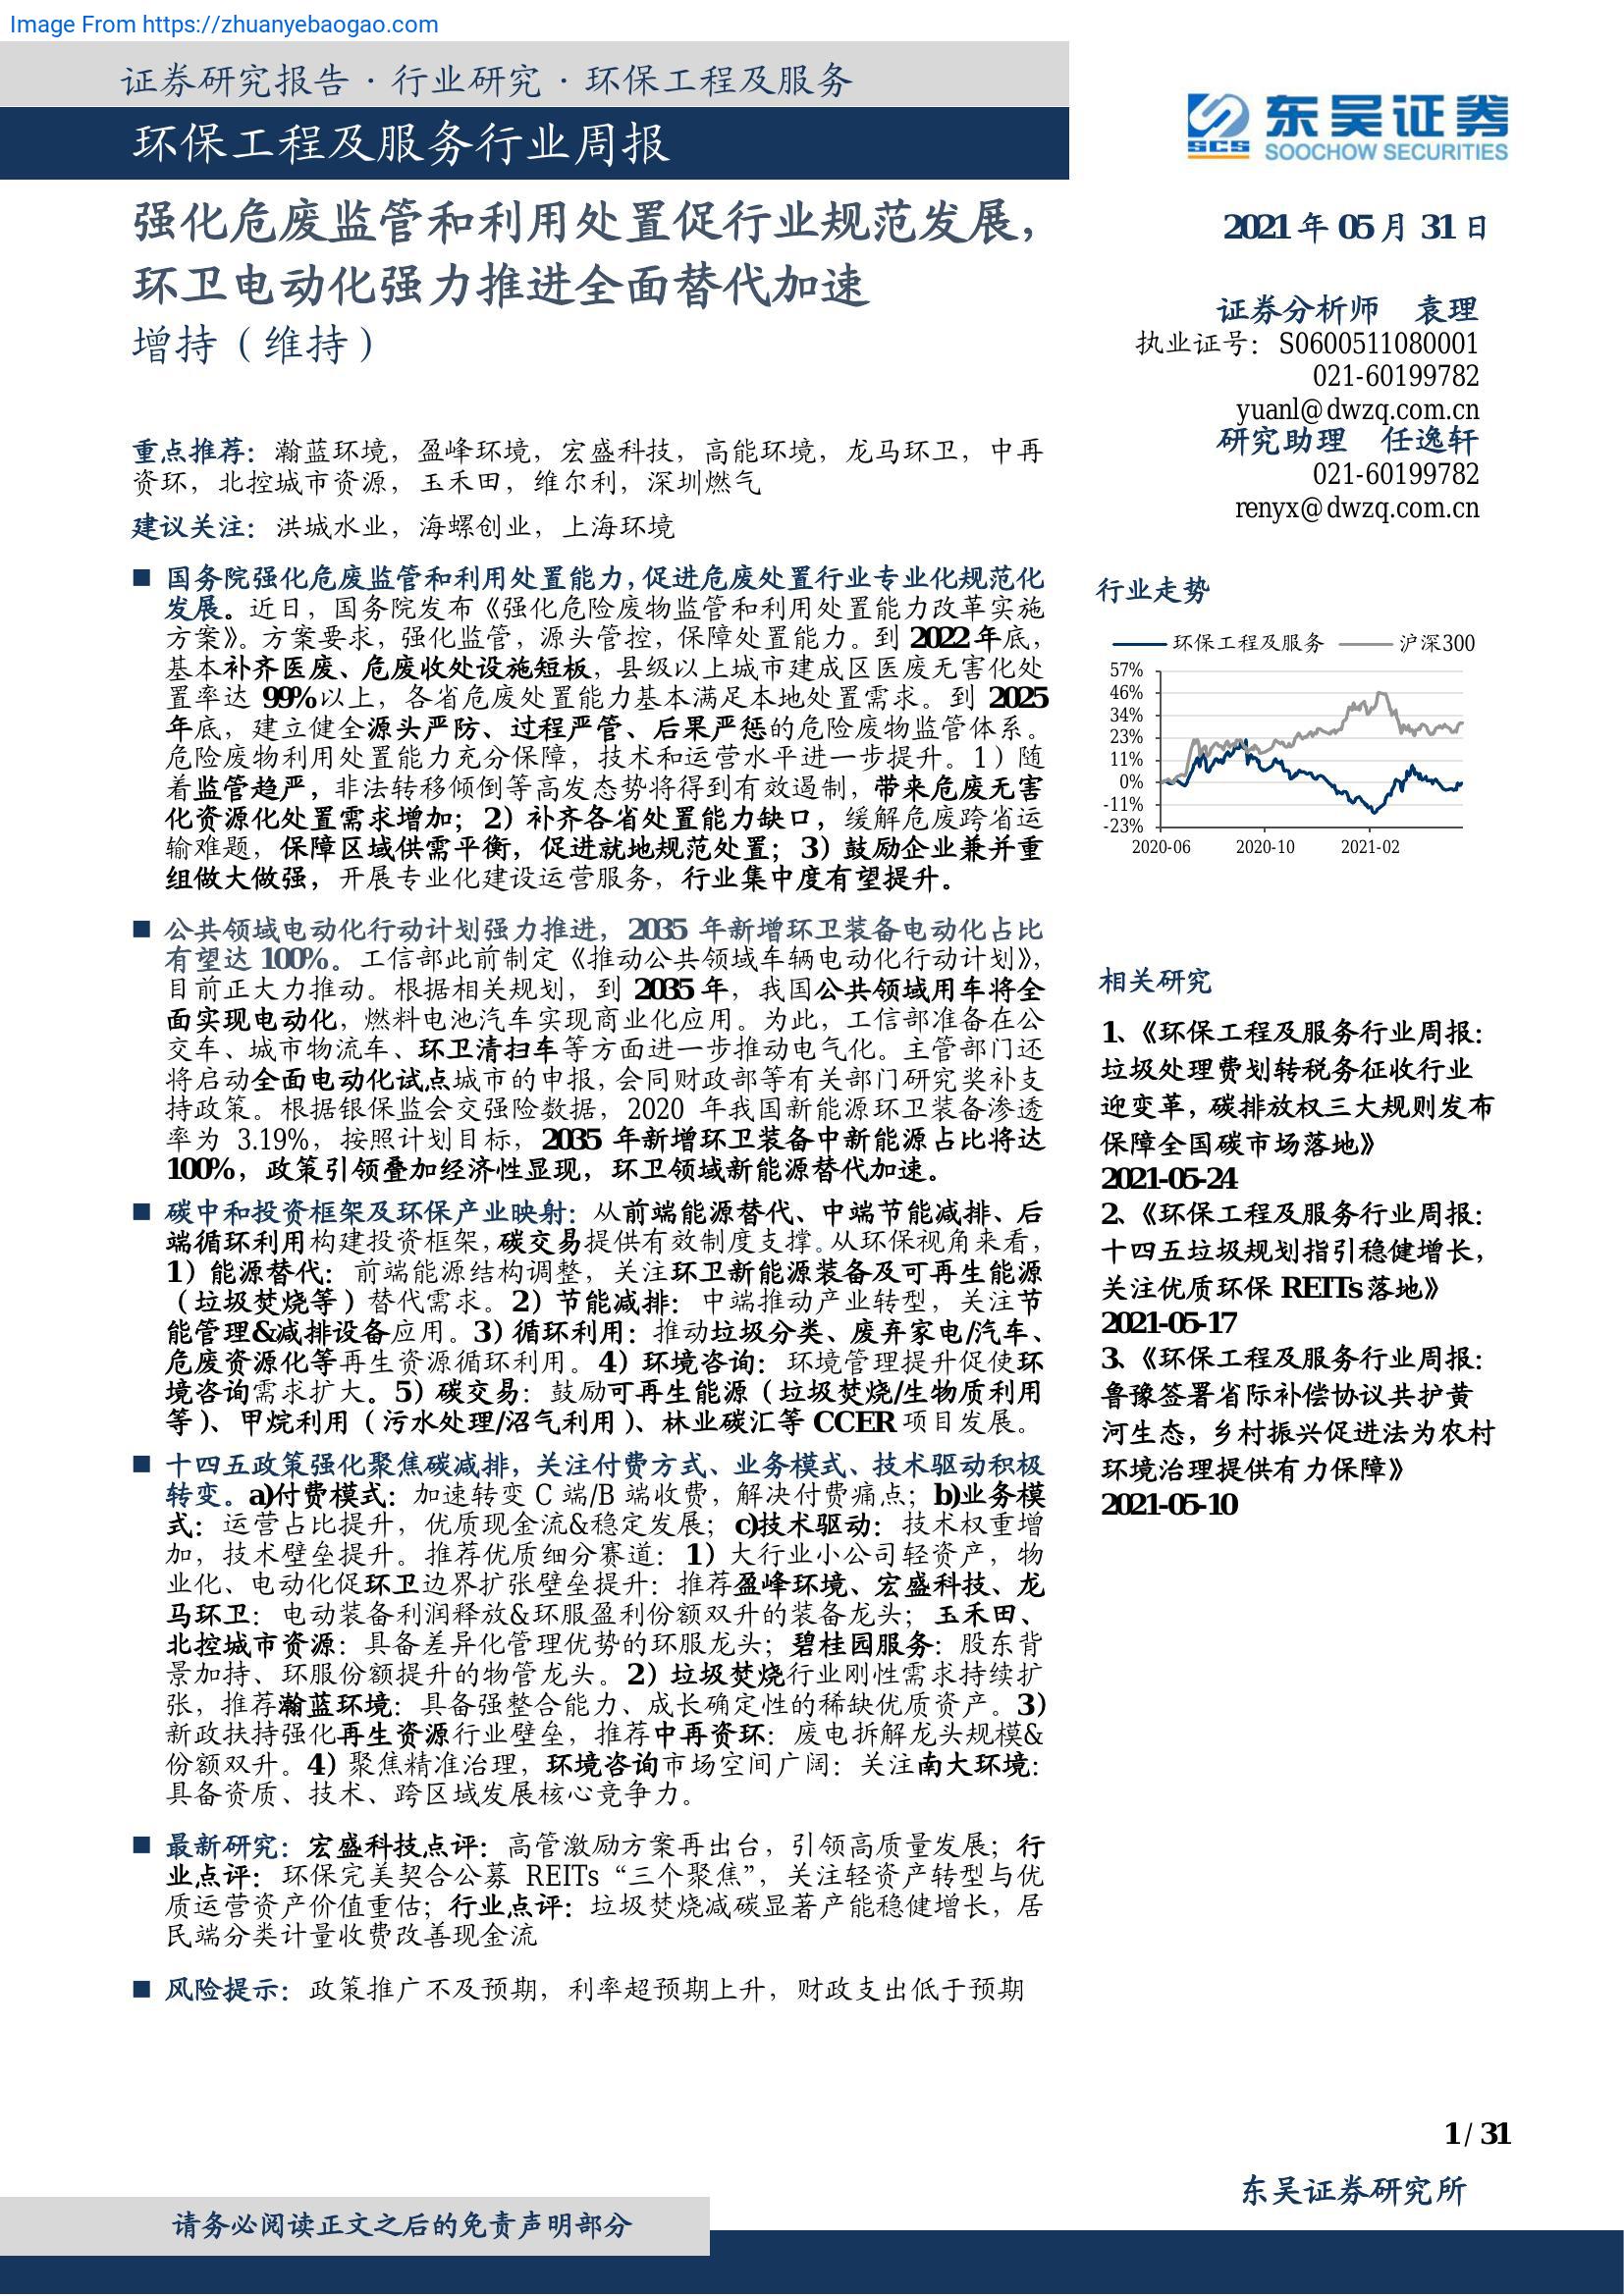 Image From https://zhuanyebaogao.com
证券研究报告 · 行业研究 · 环保工程及服务
环保工程及服务行业周报
东吴证券
SCS
SOOCHOW SECURITIES
强化危废监管和利用处置促行业规范发展，
环卫电动化强力推进全面替代加速
增持（维持）
重点推荐：瀚蓝环境，盈峰环境，宏盛科技，高能环境，龙马环卫，中再
资环，北控城市资源，玉禾田，维尔利，深圳燃气
建议关注：洪城水业，海螺创业，上海环境
■ 国务院强化危废监管和利用处置能力，促进危废处置行业专业化规范化
发展。近日，国务院发布《强化危险废物监管和利用处置能力改革实施
方案》。方案要求，强化监管，源头管控，保障处置能力。到 2022 年底，
基本补齐医废、危废收处设施短板，县级以上城市建成区医废无害化处
置率达 99%以上，各省危废处置能力基本满足本地处置需求。到 2025
年底，建立健全源头严防、过程严管、后果严惩的危险废物监管体系。
危险废物利用处置能力充分保障，技术和运营水平进一步提升。1）随
着监管趋严，非法转移倾倒等高发态势将得到有效遏制，带来危废无害
化资源化处置需求增加；2）补齐各省处置能力缺口，缓解危废跨省运
输难题，保障区域供需平衡，促进就地规范处置；3）鼓励企业兼并重
组做大做强，开展专业化建设运营服务，行业集中度有望提升。
■ 公共领域电动化行动计划强力推进，2035 年新增环卫装备电动化占比
有望达 100%。工信部此前制定《推动公共领域车辆电动化行动计划》，
目前正大力推动。根据相关规划，到 2035 年，我国公共领域用车将全
面实现电动化，燃料电池汽车实现商业化应用。为此，工信部准备在公
交车、城市物流车、环卫清扫车等方面进一步推动电气化。主管部门还
将启动全面电动化试点城市的申报，会同财政部等有关部门研究奖补支
持政策。根据银保监会交强险数据，2020 年我国新能源环卫装备渗透
率为 3.19%，按照计划目标，2035 年新增环卫装备中新能源占比将达
100%，政策引领叠加经济性显现，环卫领域新能源替代加速。
■ 碳中和投资框架及环保产业映射：从前端能源替代、中端节能减排、后
端循环利用构建投资框架，碳交易提供有效制度支撑。从环保视角来看，
1）能源替代：前端能源结构调整，关注环卫新能源装备及可再生能源
（垃圾焚烧等）替代需求。2）节能减排：中端推动产业转型，关注节
能管理&减排设备应用。3）循环利用：推动垃圾分类、废弃家电/汽车、
危废资源化等再生资源循环利用。4）环境咨询：环境管理提升促使环
境咨询需求扩大。5）碳交易：鼓励可再生能源（垃圾焚烧/生物质利用
等）、甲烷利用（污水处理/沼气利用）、林业碳汇等 CCER 项目发展。
■ 十四五政策强化聚焦碳减排，关注付费方式、业务模式、技术驱动积极
转变。a)付费模式：加速转变 C 端/B 端收费，解决付费痛点；b)业务模
式：运营占比提升，优质现金流&稳定发展；c)技术驱动：技术权重增
加，技术壁垒提升。推荐优质细分赛道：1）大行业小公司轻资产，物
业化、电动化促环卫边界扩张壁垒提升：推荐盈峰环境、宏盛科技、龙
马环卫：电动装备利润释放&环服盈利份额双升的装备龙头；玉禾田、
北控城市资源：具备差异化管理优势的环服龙头；碧桂园服务：股东背
景加持、环服份额提升的物管龙头。2）垃圾焚烧行业刚性需求持续扩
张，推荐瀚蓝环境：具备强整合能力、成长确定性的稀缺优质资产。3）
新政扶持强化再生资源行业壁垒，推荐中再资环：废电拆解龙头规模&
份额双升。4）聚焦精准治理，环境咨询市场空间广阔：关注南大环境：
具备资质、技术、跨区域发展核心竞争力。
■ 最新研究：宏盛科技点评：高管激励方案再出台，引领高质量发展；行
业点评：环保完美契合公募 REITs“三个聚焦”，关注轻资产转型与优
质运营资产价值重估；行业点评：垃圾焚烧减碳显著产能稳健增长，居
民端分类计量收费改善现金流
■ 风险提示：政策推广不及预期，利率超预期上升，财政支出低于预期
2021 年 05 月 31 日
证券分析师 袁理
执业证号：S0600511080001
021-60199782
yuanl@dwzq.com.cn
研究助理 任逸轩
021-60199782
renyx@dwzq.com.cn
行业走势
环保工程及服务 沪深300
57%
46%
34%
23%
11%
0%
-11%
-23%
2020-06 2020-10 2021-02
相关研究
1、《环保工程及服务行业周报：
垃圾处理费划转税务征收行业
迎变革，碳排放权三大规则发布
保障全国碳市场落地》
2021-05-24
2、《环保工程及服务行业周报：
十四五垃圾规划指引稳健增长，
关注优质环保 REITs 落地》
2021-05-17
3、《环保工程及服务行业周报：
鲁豫签署省际补偿协议共护黄
河生态，乡村振兴促进法为农村
环境治理提供有力保障》
2021-05-10
1 / 31
东吴证券研究所
请务必阅读正文之后的免责声明部分